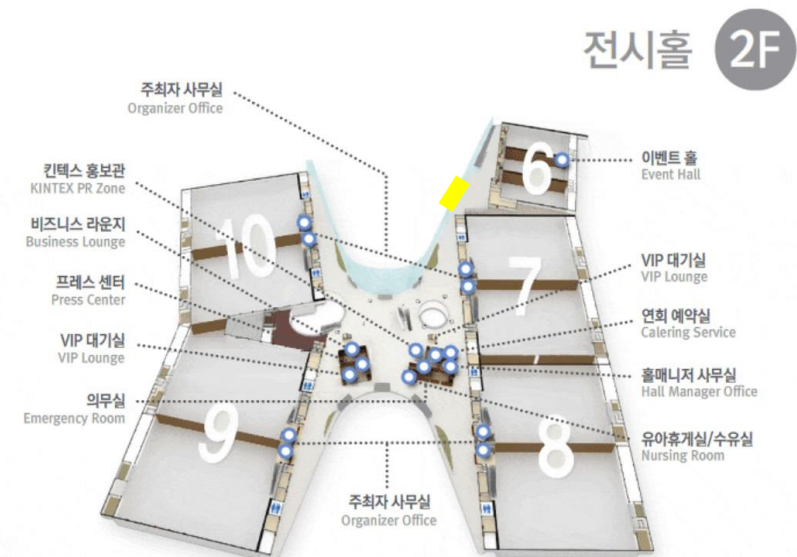 전시홀 2F
주최자 사무실
Organizer Office
킨텍스 홍보관
KINTEX PR Zone
비즈니스 라운지
Business Lounge
프레스 센터
Press Center
VIP 대기실
VIP Lounge
의무실
Emergency Room
이벤트 홀
Event Hall
VIP 대기실
VIP Lounge
연회 예약실
Calering Service
홀매니저 사무실
Hall Manager Office
유아휴게실/수유실
Nursing Room
주최자 사무실
Organizer Office
6
10
7
9
8